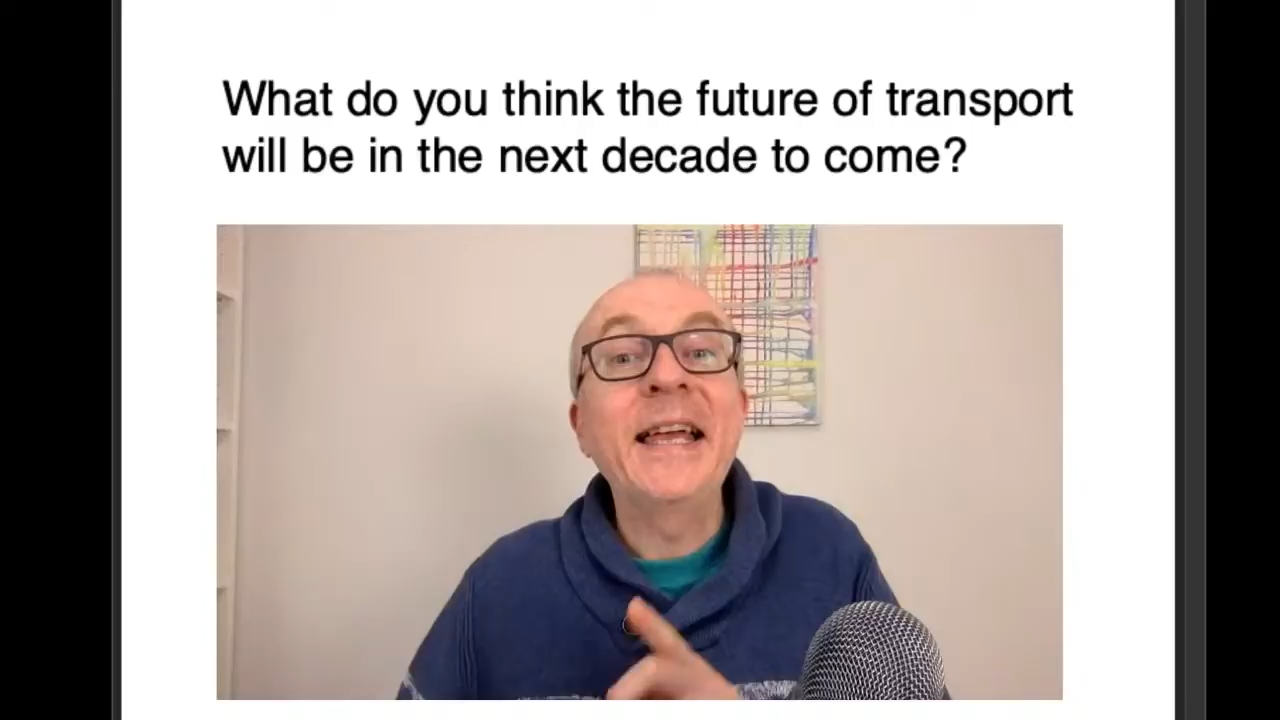 What do you think the future of transport
will be in the next decade to come?